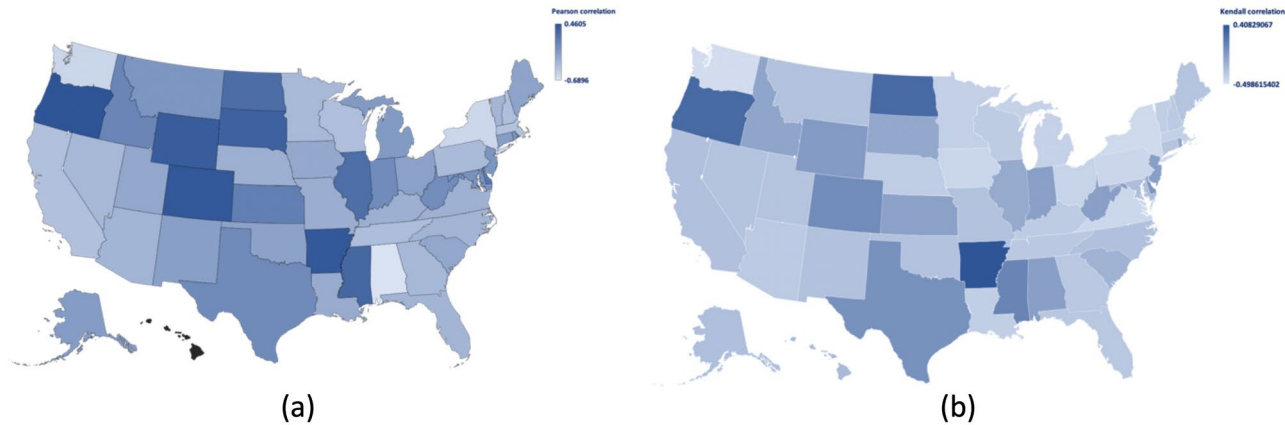 Pearson correlation
0.4605
-0.6896
(a)
Kendall correlation
0.40829067
-0.498615402
(b)